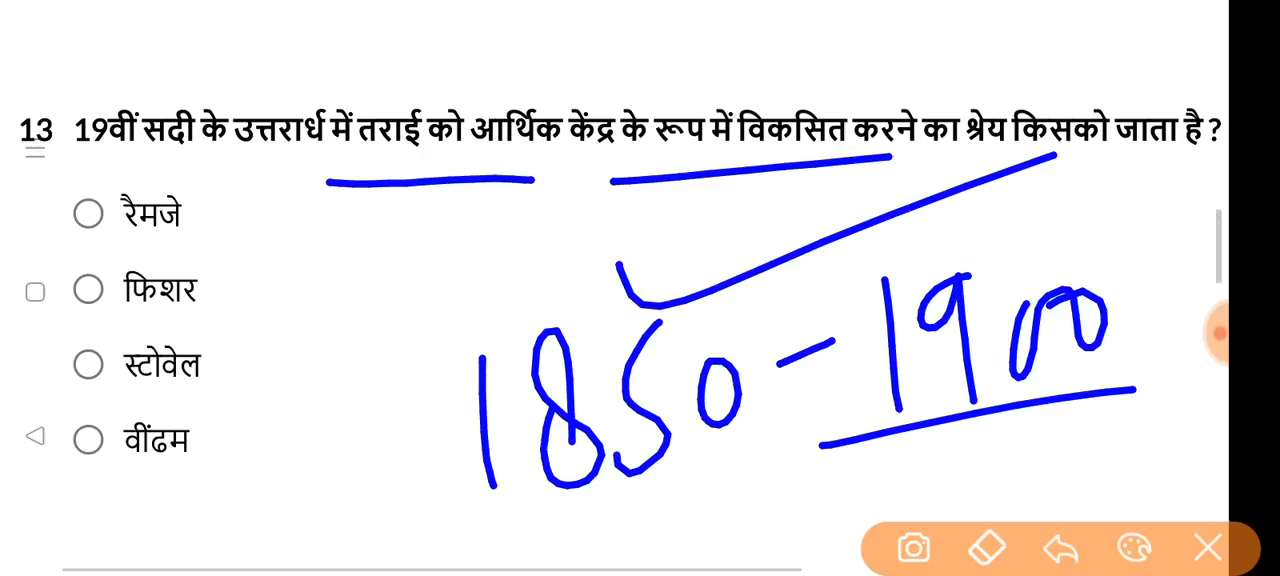 13 19वीं सदी के उत्तरार्ध में तराई को आर्थिक केंद्र के रूप में विकसित करने का श्रेय किसको जाता है ?
रैमजे
फिशर
स्टोवेल
वींढम
1850-1900